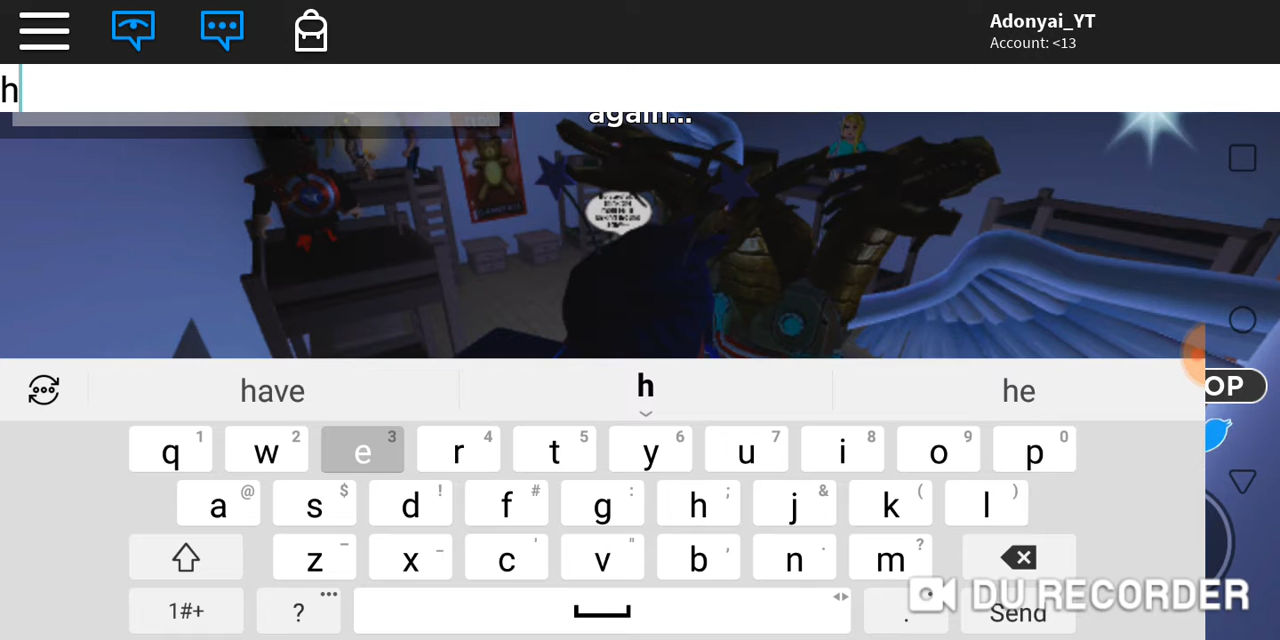 Adonyai_YT
Account: <13
h
again...
OP
have h he
q 1 w 2 e 3 r 4 t 5 y 6 u 7 i 8 o 9 p 0
a @ s $ d ! f # g : h ; j & k ( l )
z – x _ c ' v " b , n . m ?
1#+ ? . Send
DU RECORDER